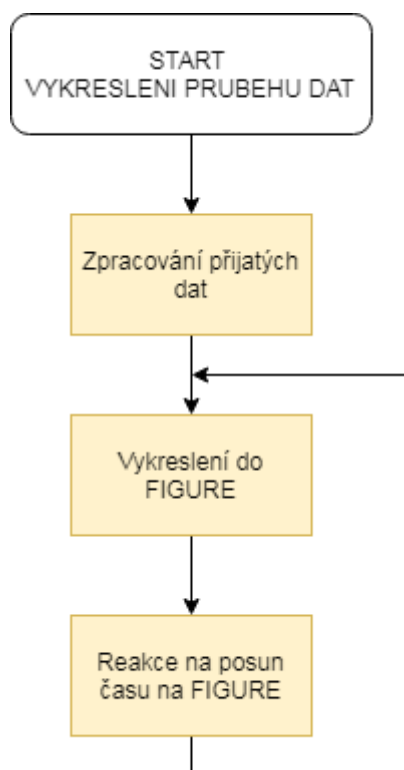 START
VYKRESLENI PRUBEHU DAT
Zpracování přijatých
dat
Vykreslení do
FIGURE
Reakce na posun
času na FIGURE